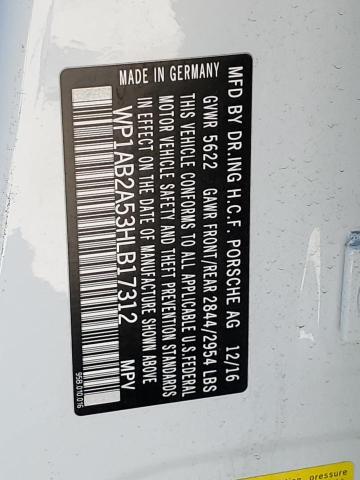 MFD BY DR.ING H.C.F. PORSCHE AG 12/16
GVWR 5622 GAWR FRONT/REAR 2844/2954 LBS
THIS VEHICLE CONFORMS TO ALL APPLICABLE U.S.FEDERAL
MOTOR VEHICLE SAFETY AND THEFT PREVENTION STANDARDS
IN EFFECT ON THE DATE OF MANUFACTURE SHOWN ABOVE
WP1AB2A53HLB17312 MPV
MADE IN GERMANY
95B.010.016
pressure